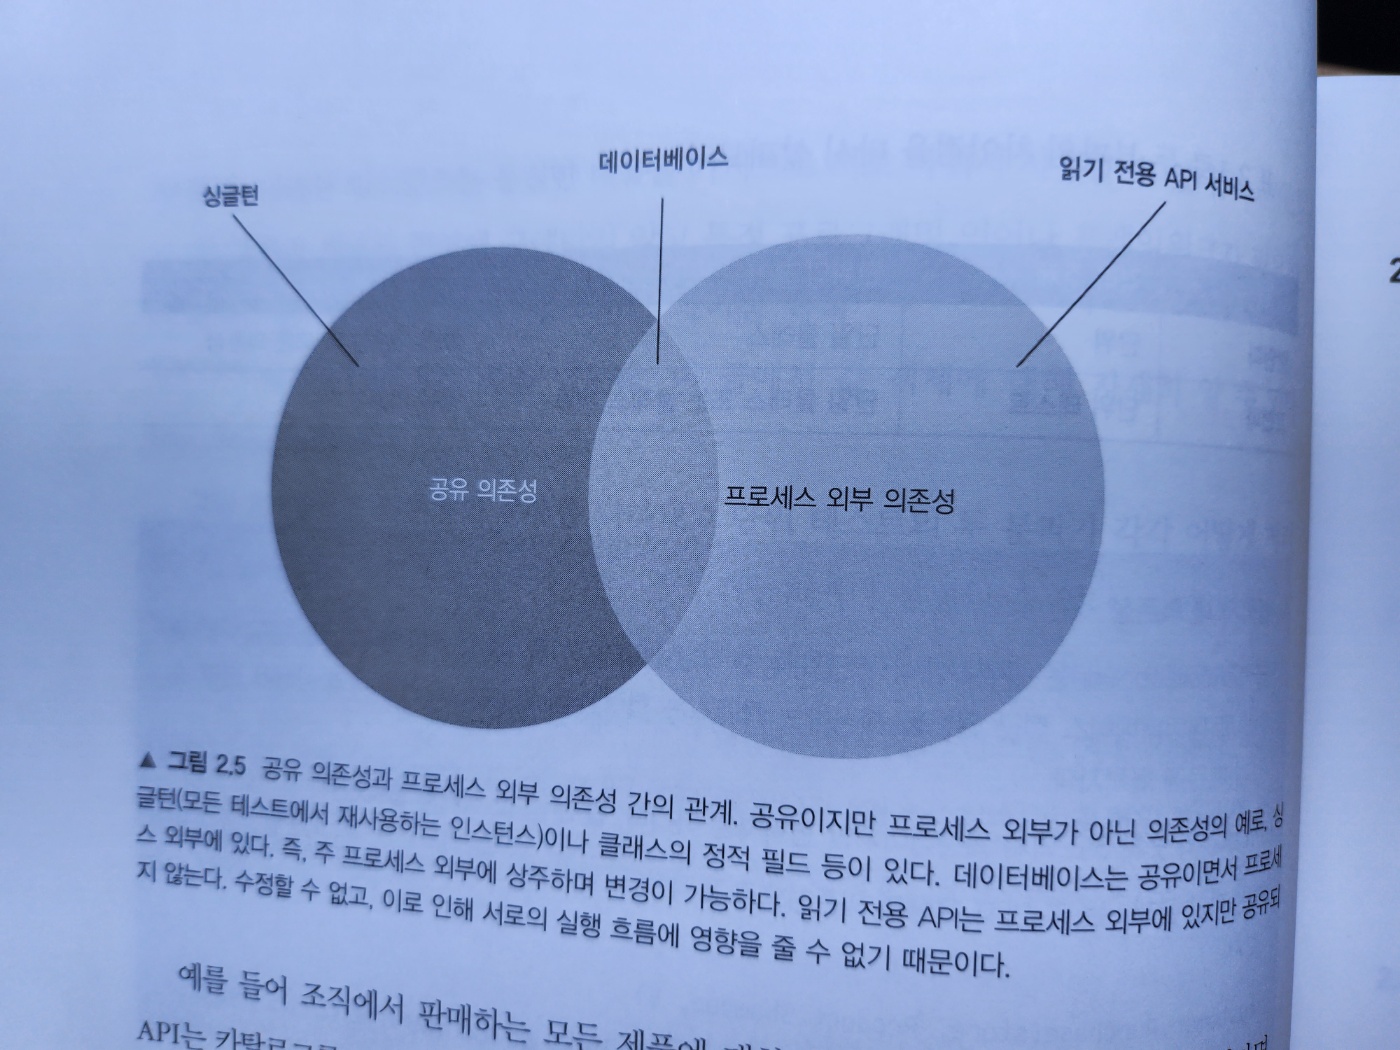 데이터베이스
읽기 전용 API 서비스
싱글턴
공유 의존성
프로세스 외부 의존성
▲ 그림 2.5 공유 의존성과 프로세스 외부 의존성 간의 관계. 공유이지만 프로세스 외부가 아닌 의존성의 예로, 싱
글턴(모든 테스트에서 재사용하는 인스턴스)이나 클래스의 정적 필드 등이 있다. 데이터베이스는 공유이면서 프로세
스 외부에 있다. 즉, 주 프로세스 외부에 상주하며 변경이 가능하다. 읽기 전용 API는 프로세스 외부에 있지만 공유되
지 않는다. 수정할 수 없고, 이로 인해 서로의 실행 흐름에 영향을 줄 수 없기 때문이다.
예를 들어 조직에서 판매하는 모든 제품에
API는 카탈로그를
2